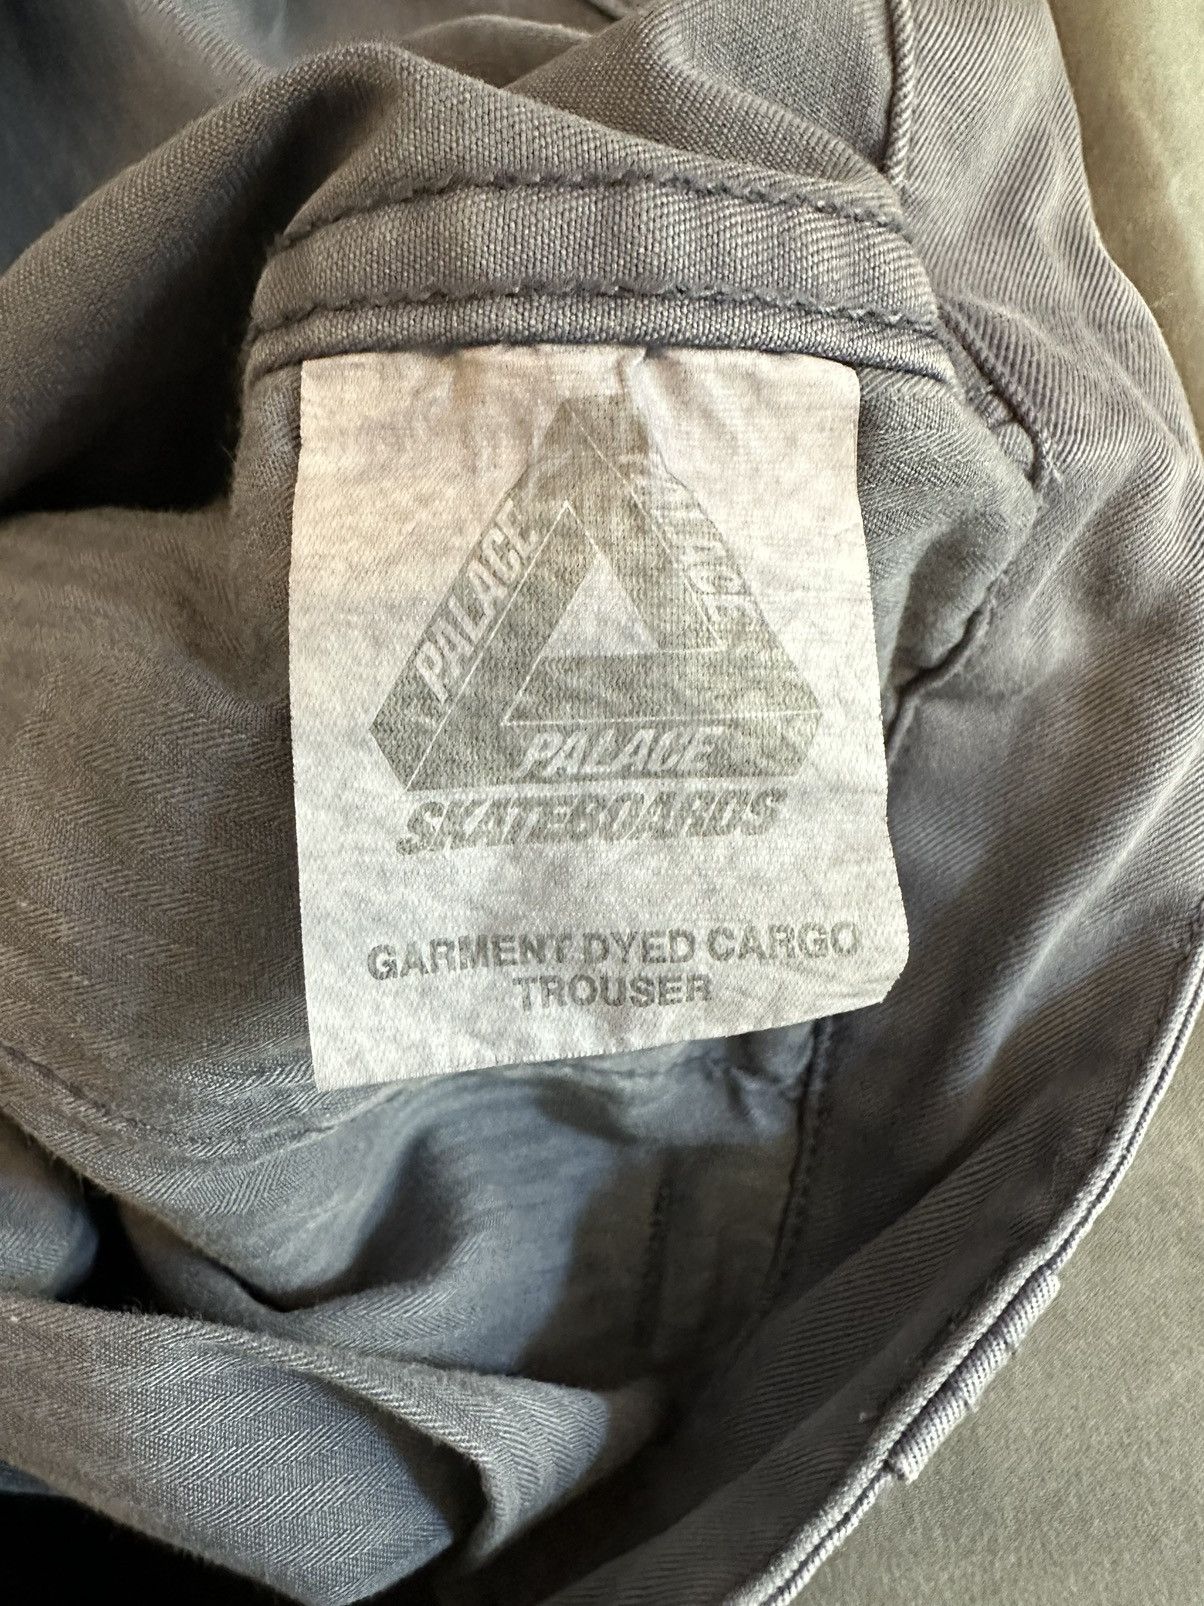 PALACE
PALACE
PALACE
SKATEBOARDS
GARMENT DYED CARGO
TROUSER